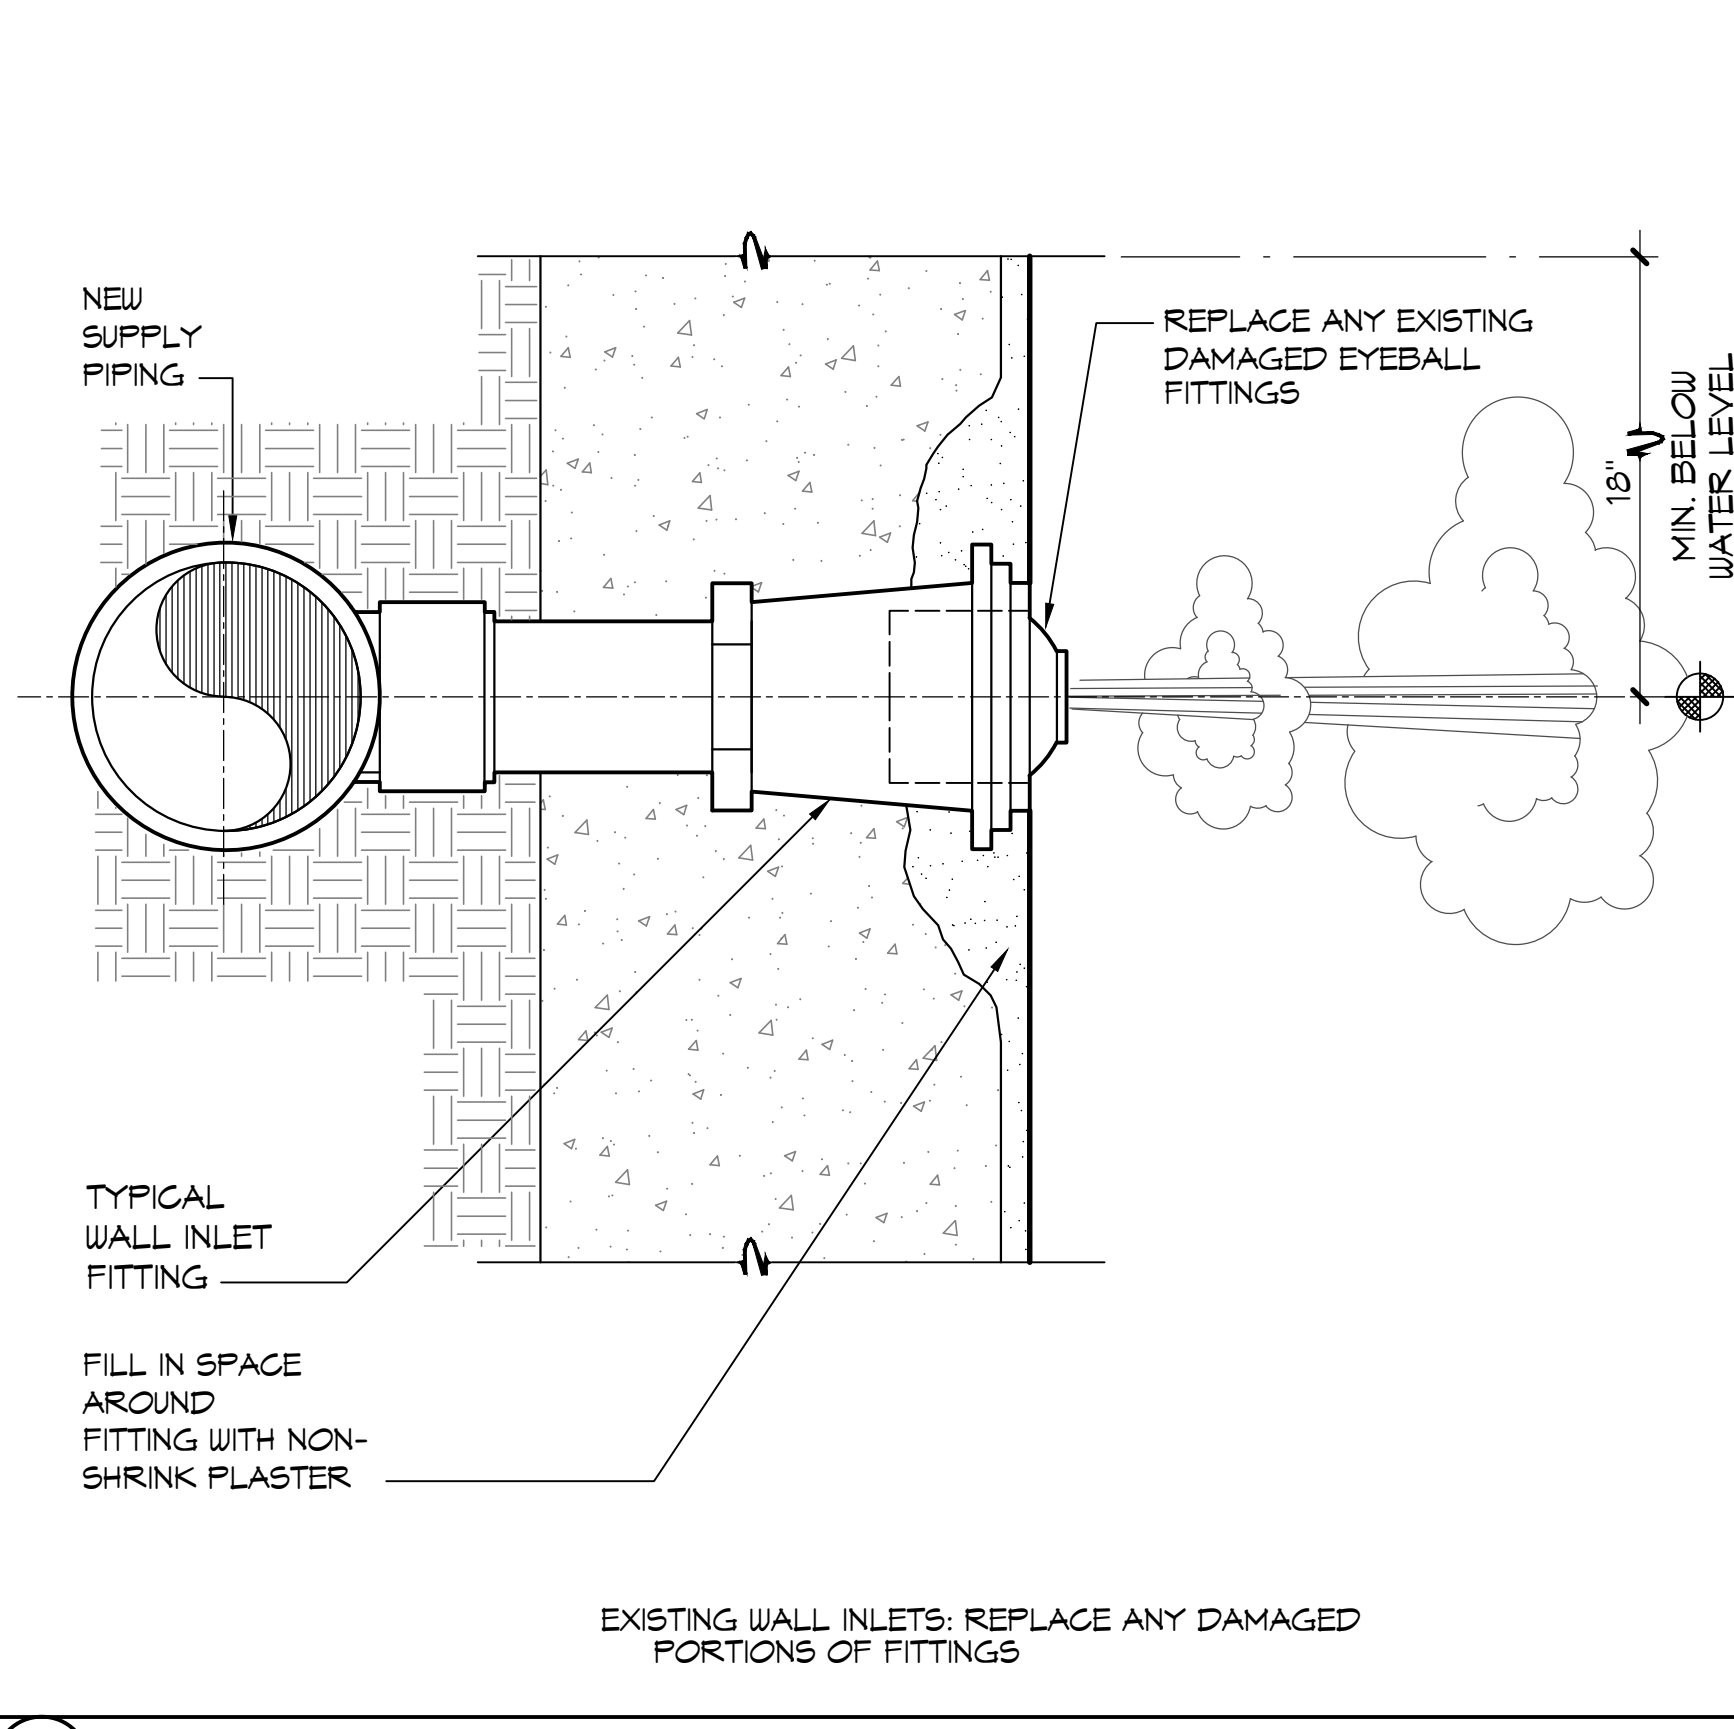 NEW
SUPPLY
PIPING
REPLACE ANY EXISTING
DAMAGED EYEBALL
FITTINGS
18"
MIN. BELOW
WATER LEVEL
TYPICAL
WALL INLET
FITTING
FILL IN SPACE
AROUND
FITTING WITH NON-
SHRINK PLASTER
EXISTING WALL INLETS: REPLACE ANY DAMAGED
PORTIONS OF FITTINGS